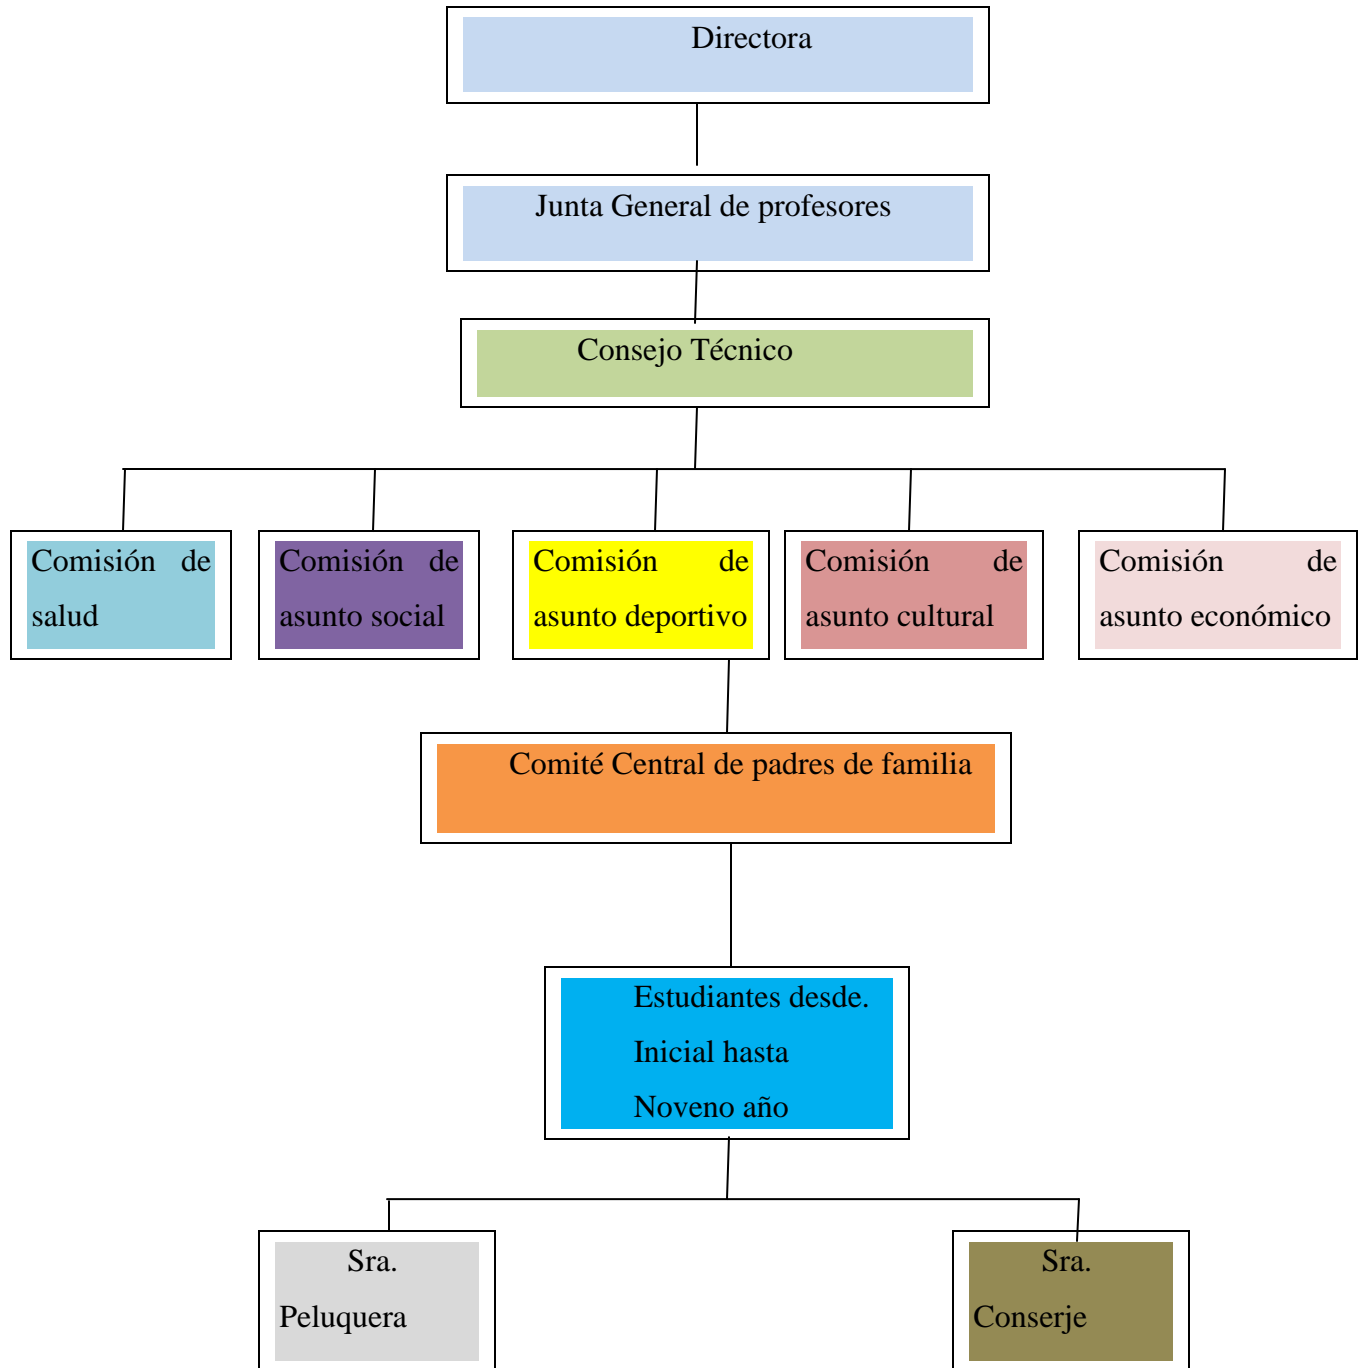 Directora
Junta General de profesores
Consejo Técnico
Comisión de
salud
Comisión de
asunto social
Comisión de
asunto deportivo
Comisión de
asunto cultural
Comisión de
asunto económico
Comité Central de padres de familia
Estudiantes desde.
Inicial hasta
Noveno año
Sra.
Peluquera
Sra.
Conserje